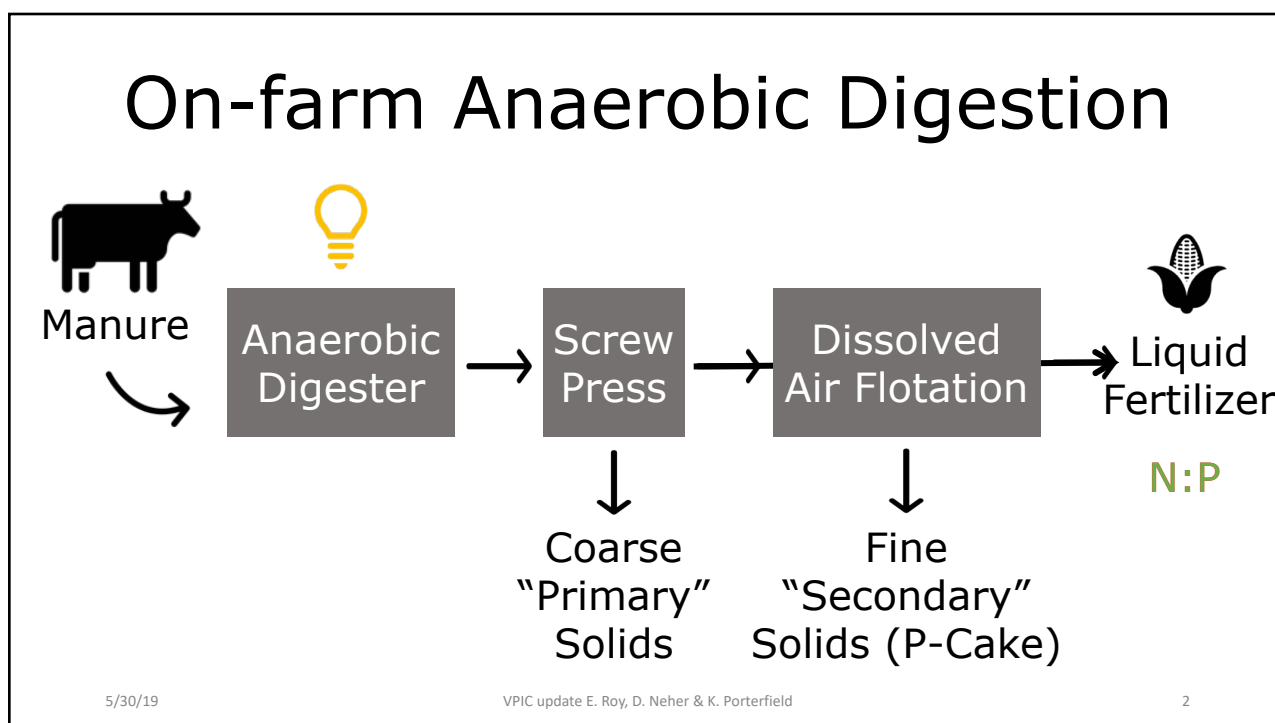 On-farm Anaerobic Digestion
Manure
Anaerobic
Digester
Screw
Press
Dissolved
Air Flotation
Liquid
Fertilizer
N:P
Coarse
“Primary”
Solids
Fine
“Secondary”
Solids (P-Cake)
5/30/19
VPIC update E. Roy, D. Neher & K. Porterfield
2